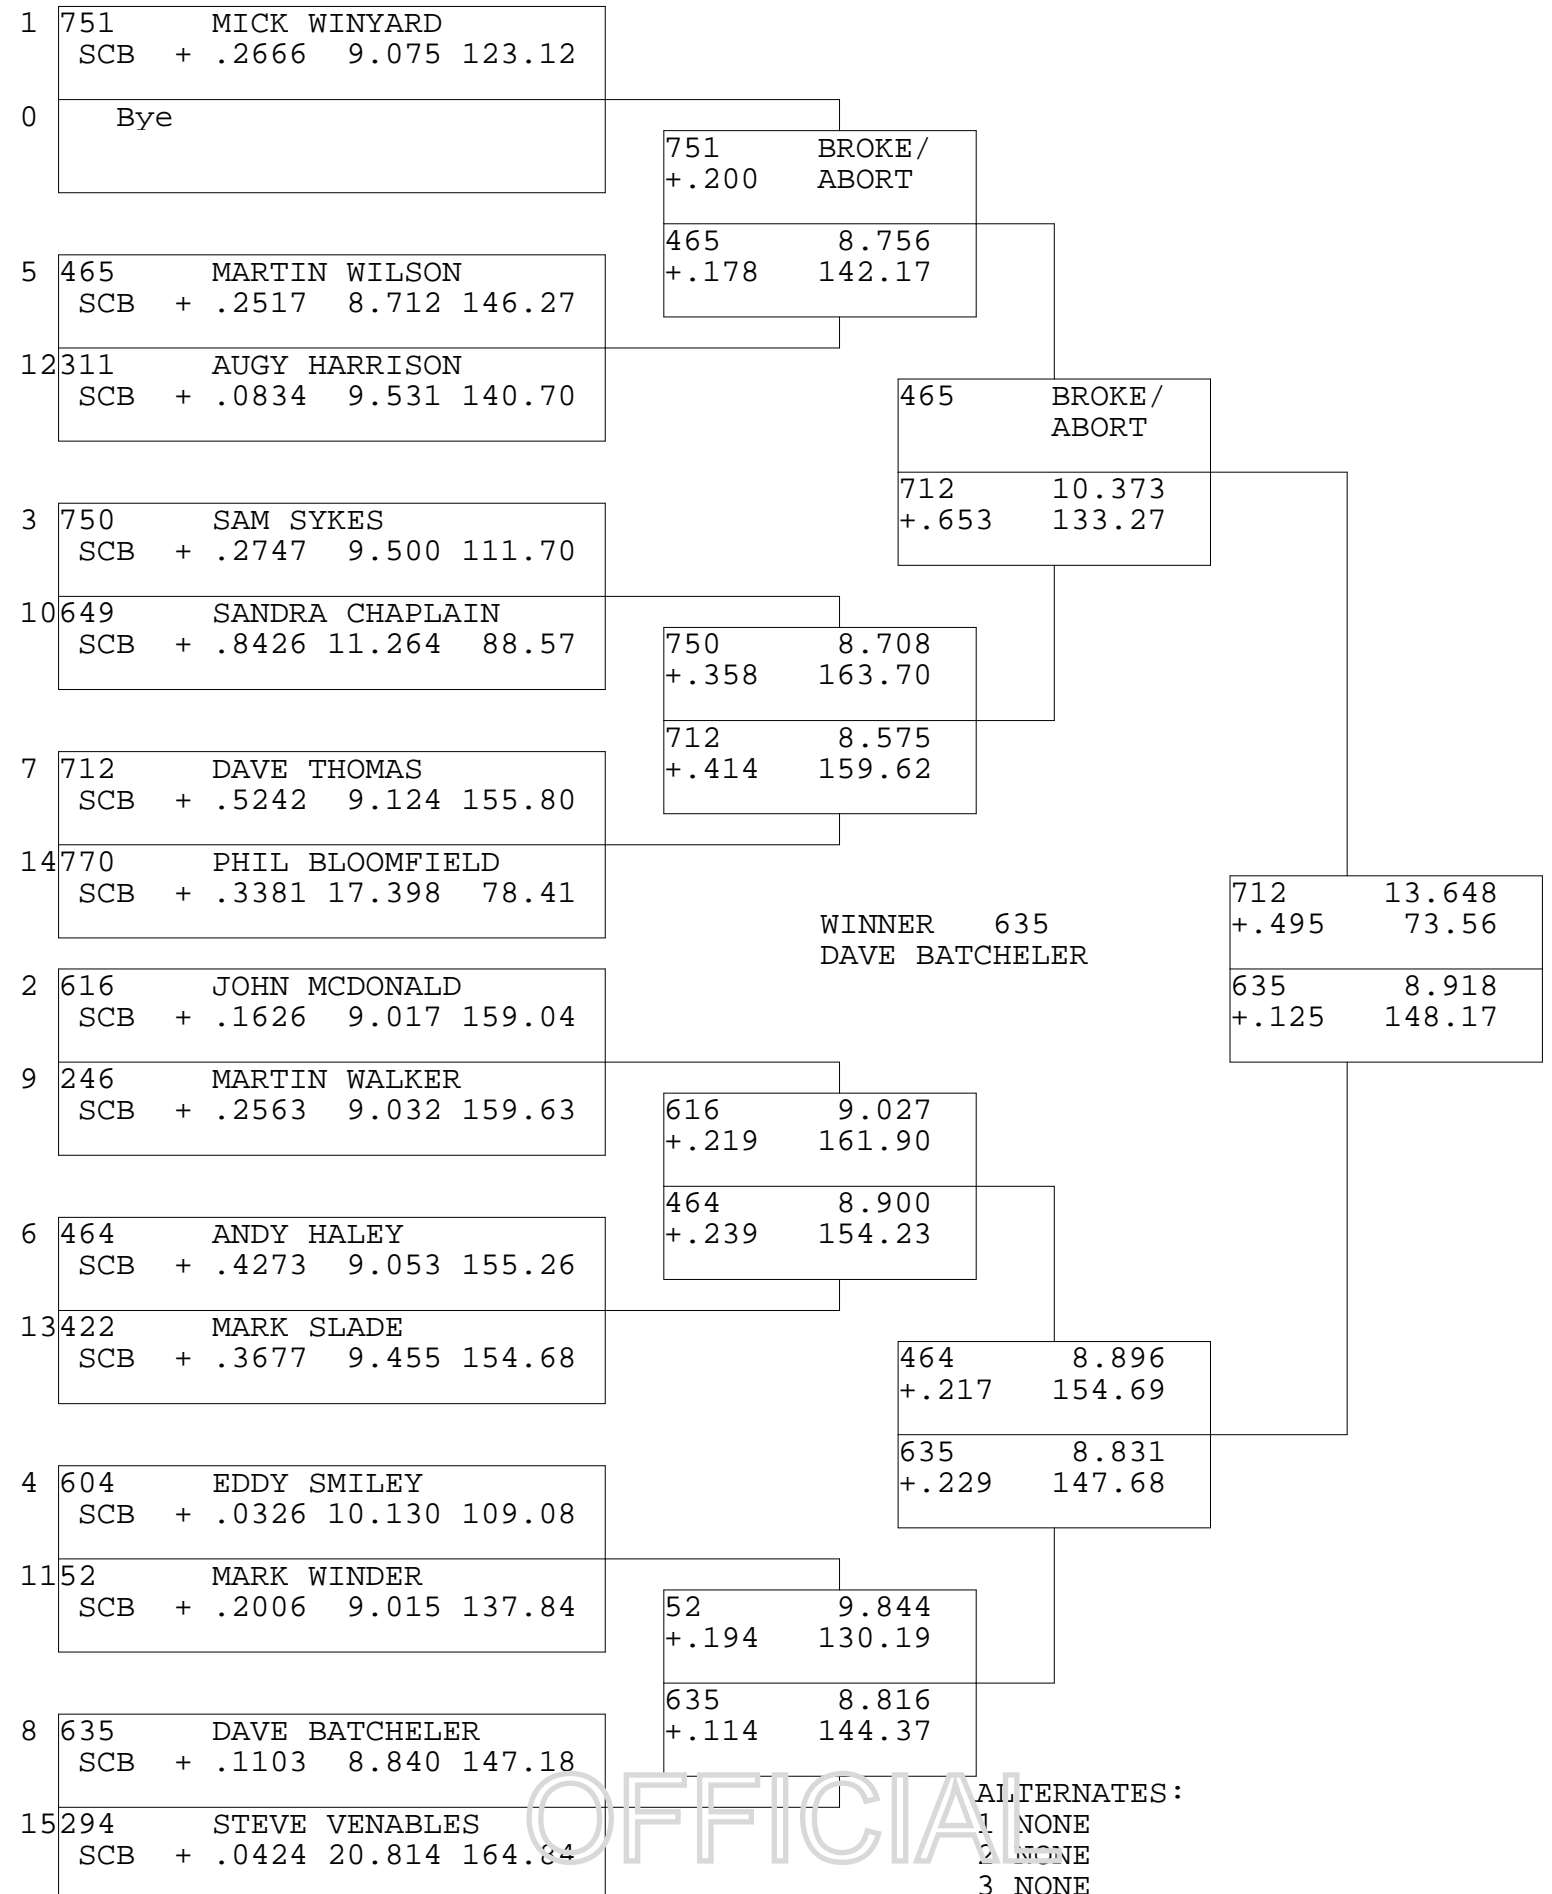 1 751 MICK WINYARD
SCB + .2666 9.075 123.12
0 Bye
5 465 MARTIN WILSON
SCB + .2517 8.712 146.27
12 311 AUGY HARRISON
SCB + .0834 9.531 140.70
3 750 SAM SYKES
SCB + .2747 9.500 111.70
10 649 SANDRA CHAPLAIN
SCB + .8426 11.264 88.57
7 712 DAVE THOMAS
SCB + .5242 9.124 155.80
14 770 PHIL BLOOMFIELD
SCB + .3381 17.398 78.41
2 616 JOHN MCDONALD
SCB + .1626 9.017 159.04
9 246 MARTIN WALKER
SCB + .2563 9.032 159.63
6 464 ANDY HALEY
SCB + .4273 9.053 155.26
13 422 MARK SLADE
SCB + .3677 9.455 154.68
4 604 EDDY SMILEY
SCB + .0326 10.130 109.08
11 52 MARK WINDER
SCB + .2006 9.015 137.84
8 635 DAVE BATCHELER
SCB + .1103 8.840 147.18
15 294 STEVE VENABLES
SCB + .0424 20.814 164.84
751 BROKE/
+.200 ABORT
465 8.756
+.178 142.17
750 8.708
+.358 163.70
712 8.575
+.414 159.62
616 9.027
+.219 161.90
464 8.900
+.239 154.23
52 9.844
+.194 130.19
635 8.816
+.114 144.37
465 BROKE/
ABORT
712 10.373
+.653 133.27
464 8.896
+.217 154.69
635 8.831
+.229 147.68
712 13.648
+.495 73.56
635 8.918
+.125 148.17
WINNER 635
DAVE BATCHELER
OFFICIAL
ALTERNATES:
1 NONE
2 NONE
3 NONE